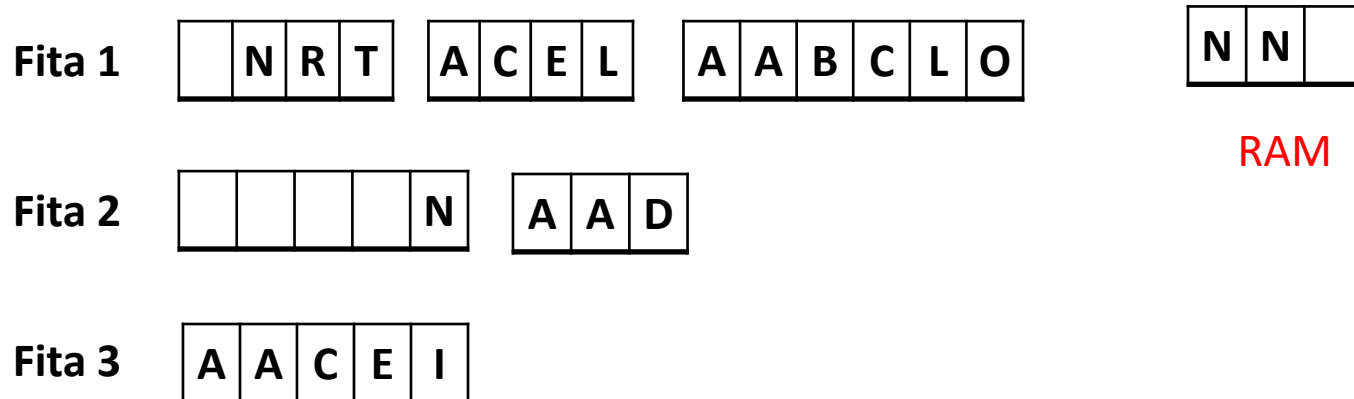 Fita 1 N R T A C E L A A B C L O N N
RAM
Fita 2 N A A D
Fita 3 A A C E I